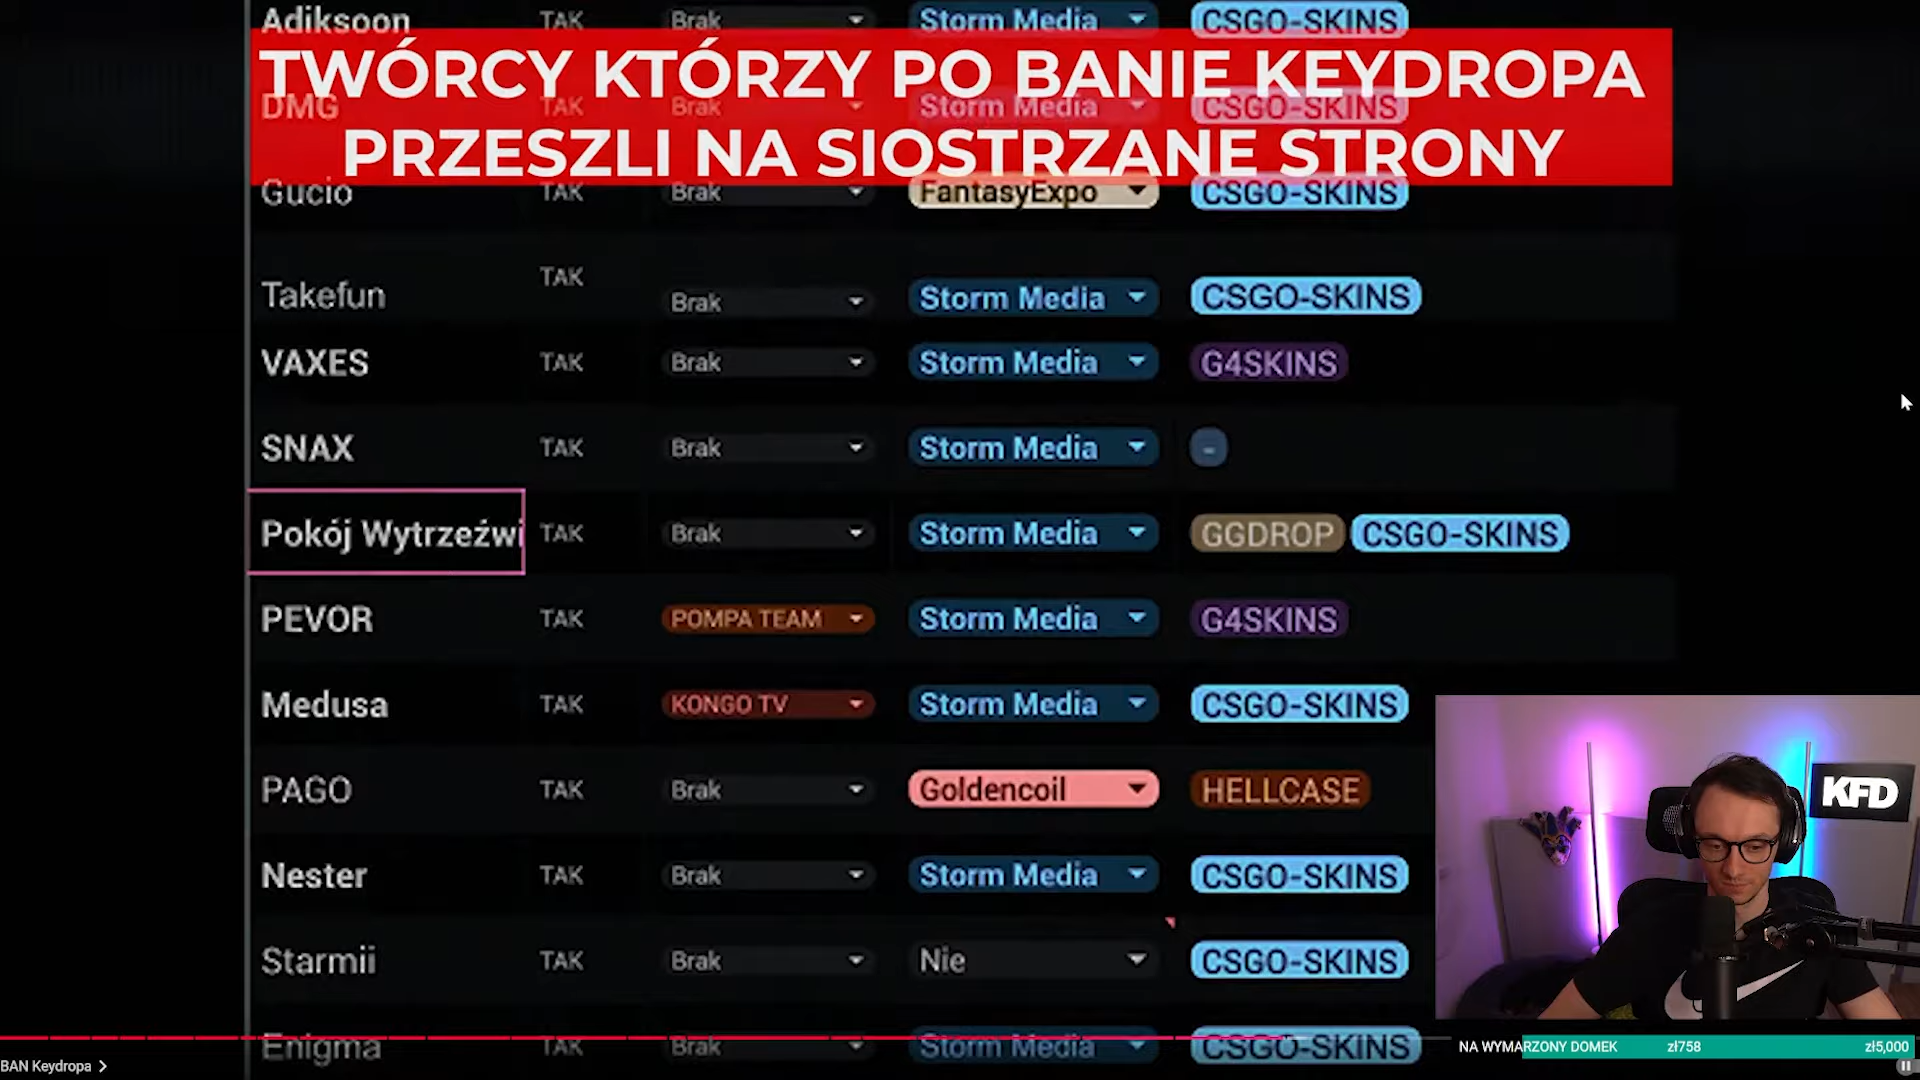 Adiksoon TAK Brak Storm Media CSGO-SKINS
TWÓRCY KTÓRZY PO BANIE KEYDROPA
DMG TAK Brak Storm Media CSGO-SKINS
PRZESZLI NA SIOSTRZANE STRONY
Gucio TAK Brak FantasyExpo CSGO-SKINS
Takefun TAK Brak Storm Media CSGO-SKINS
VAXES TAK Brak Storm Media G4SKINS
SNAX TAK Brak Storm Media -
Pokój Wytrzeźwi TAK Brak Storm Media GGDROP CSGO-SKINS
PEVOR TAK POMPA TEAM Storm Media G4SKINS
Medusa TAK KONGO TV Storm Media CSGO-SKINS
PAGO TAK Brak Goldencoil HELLCASE
KFD
Nester TAK Brak Storm Media CSGO-SKINS
Starmii TAK Brak Nie CSGO-SKINS
Enigma TAK Brak Storm Media CSGO-SKINS
NA WYMARZONY DOMEK zł758 zł5,000
BAN Keydropa